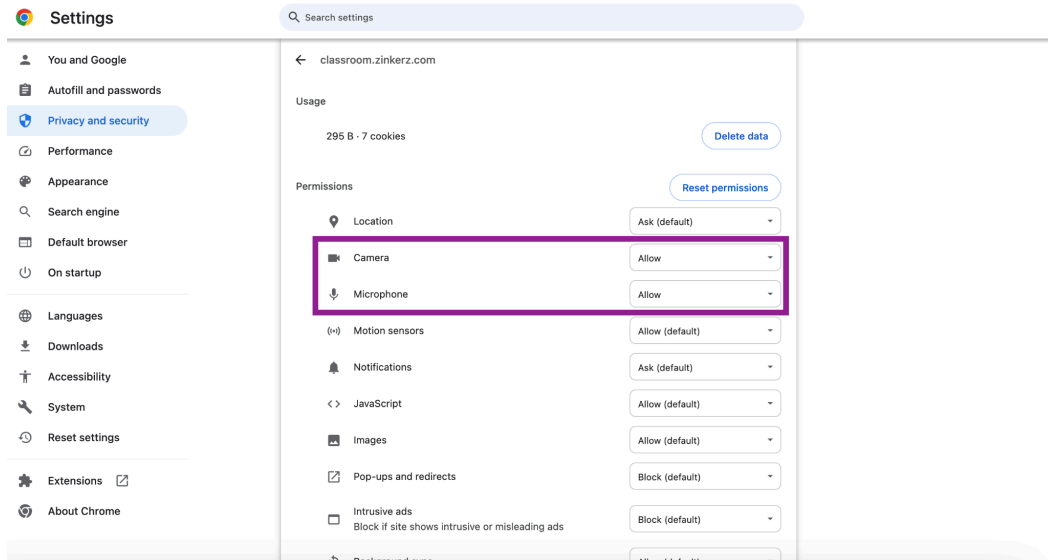 Settings
Search settings
You and Google
Autofill and passwords
Privacy and security
Performance
Appearance
Search engine
Default browser
On startup
Languages
Downloads
Accessibility
System
Reset settings
Extensions
About Chrome
classroom.zinkerz.com
Usage
295 B · 7 cookies
Delete data
Permissions
Reset permissions
Location
Ask (default)
Camera
Allow
Microphone
Allow
Motion sensors
Allow (default)
Notifications
Ask (default)
JavaScript
Allow (default)
Images
Allow (default)
Pop-ups and redirects
Block (default)
Intrusive ads
Block if site shows intrusive or misleading ads
Block (default)